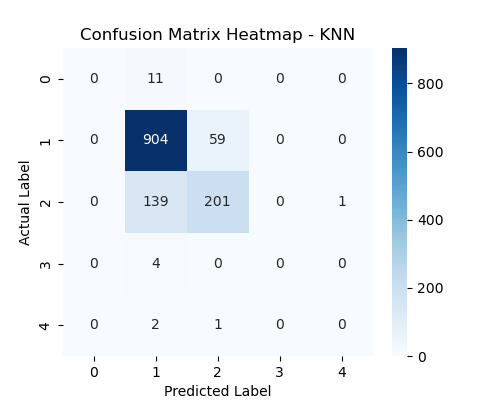 Confusion Matrix Heatmap - KNN
Actual Label
0 0 11 0 0 0
1 0 904 59 0 0
2 0 139 201 0 1
3 0 4 0 0 0
4 0 2 1 0 0
0 1 2 3 4
Predicted Label
800
600
400
200
0